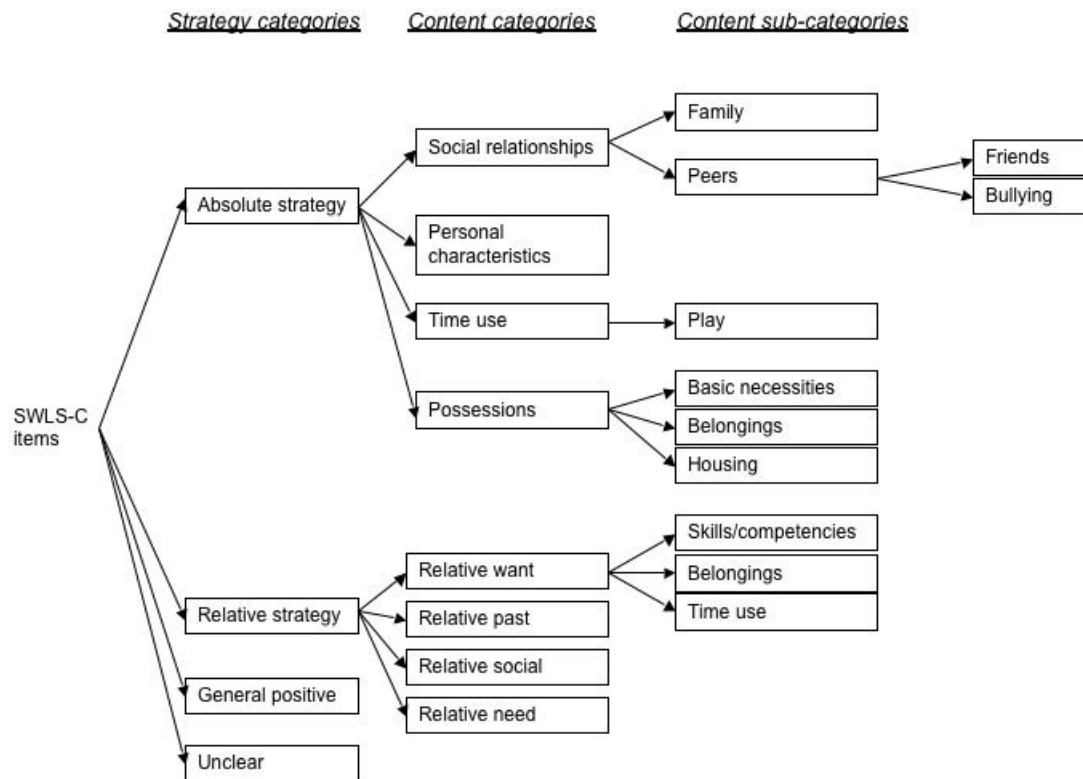 Strategy categories
Content categories
Content sub-categories
Family
Social relationships
Friends
Peers
Bullying
Absolute strategy
Personal
characteristics
Time use
Play
Basic necessities
Possessions
Belongings
Housing
SWLS-C
items
Skills/competencies
Relative want
Belongings
Relative strategy
Relative past
Time use
Relative social
General positive
Relative need
Unclear